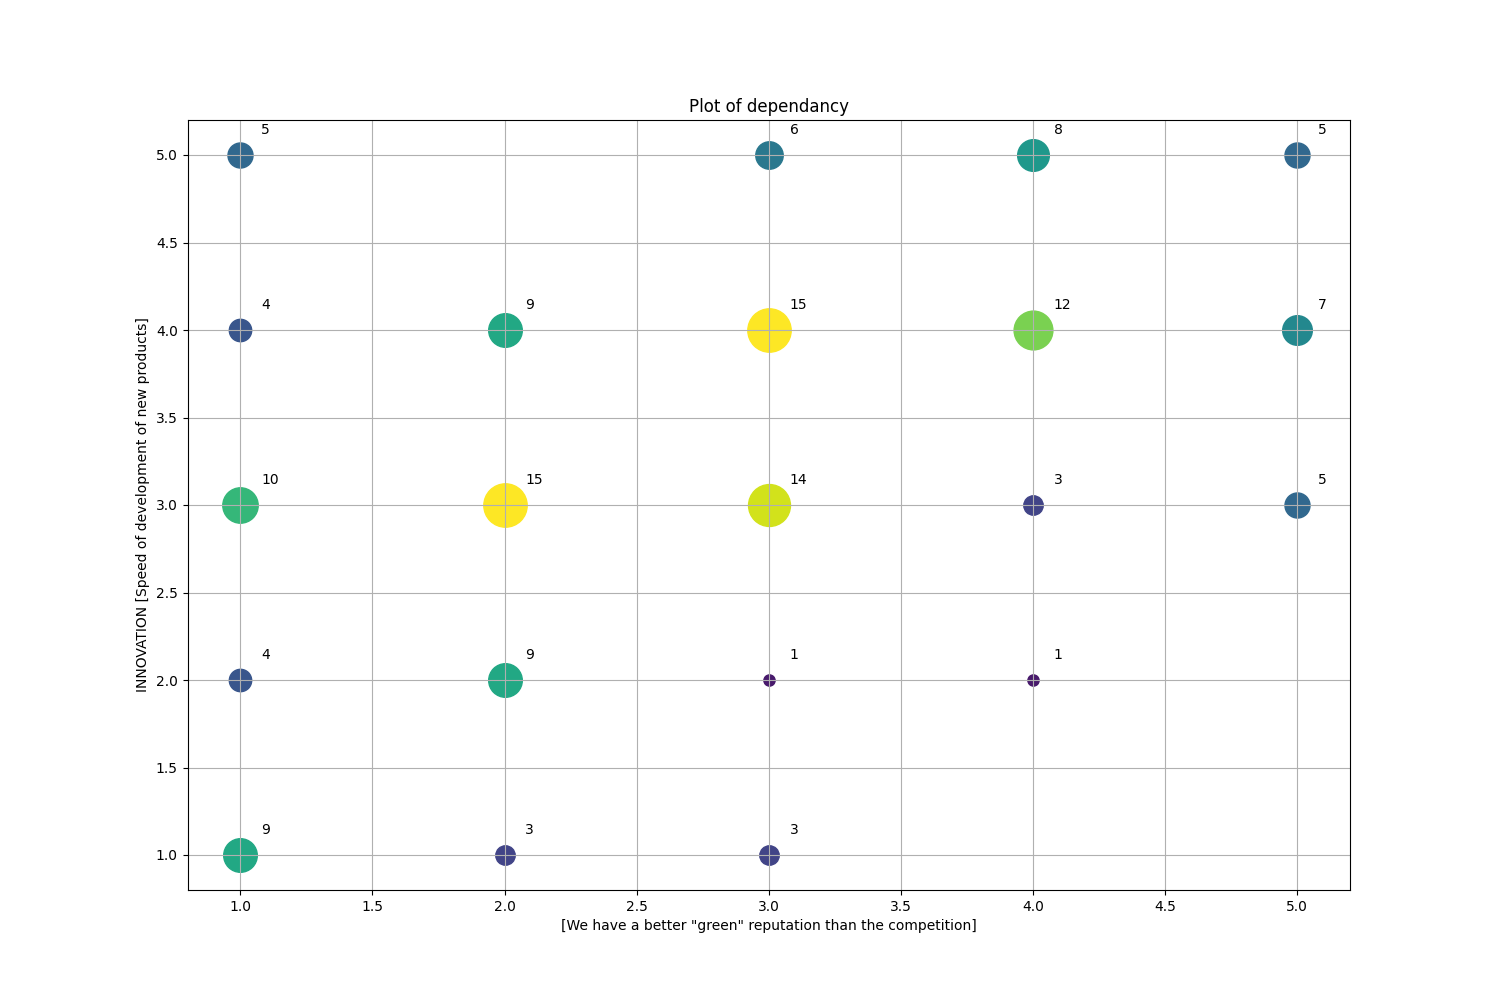 Plot of dependancy
5 6 8 5
5.0
4.5
4 9 15 12 7
4.0
3.5
10 15 14 3 5
3.0
2.5
4 9 1 1
2.0
1.5
9 3 3
1.0
1.0 1.5 2.0 2.5 3.0 3.5 4.0 4.5 5.0
[We have a better "green" reputation than the competition]
INNOVATION [Speed of development of new products]